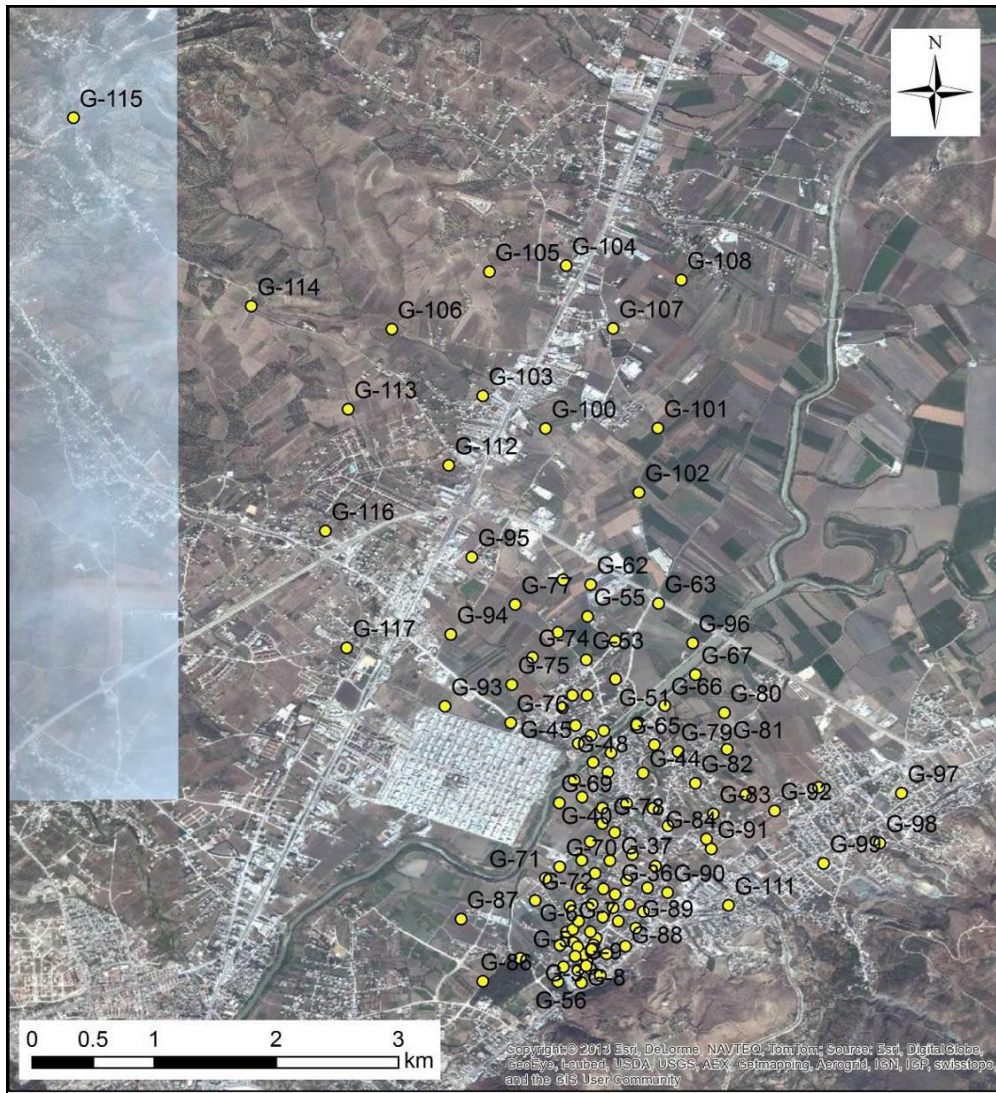 N
G-115
G-105
G-104
G-108
G-114
G-106
G-107
G-103
G-113
G-100
G-101
G-112
G-102
G-116
G-95
G-62
G-77
G-55
G-63
G-94
G-117
G-74
G-53
G-96
G-75
G-67
G-93
G-76
G-51
G-66
G-80
G-45
G-48
G-65
G-79
G-81
G-44
G-82
G-69
G-40
G-78
G-83
G-92
G-97
G-84
G-91
G-98
G-99
G-71
G-70
G-37
G-72
G-36
G-90
G-111
G-87
G-89
G-88
G-86
G-9
G-8
G-56
0 0.5 1 2 3
km
Copyright:© 2013 Esri, DeLorme, NAVTEQ, TomTom; Source: Esri, DigitalGlobe,
GeoEye, i-cubed, USDA, USGS, AEX, Getmapping, Aerogrid, IGN, IGP, swisstopo,
and the GIS User Community